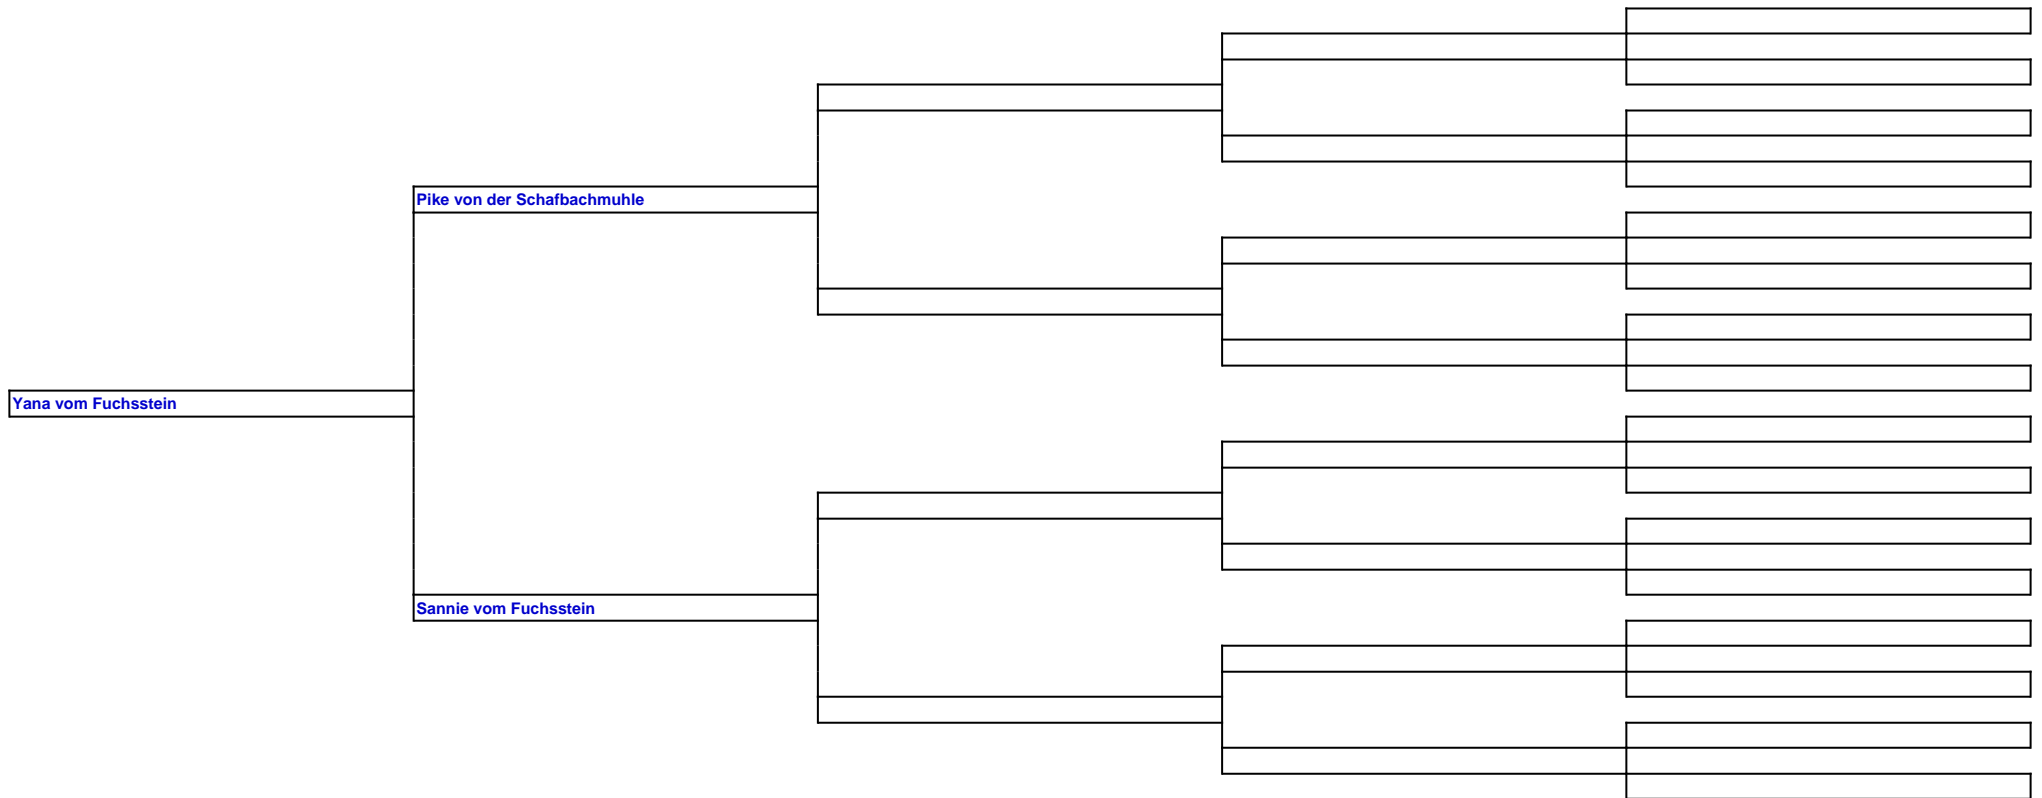 Pike von der Schafbachmuhle
Yana vom Fuchsstein
Sannie vom Fuchsstein